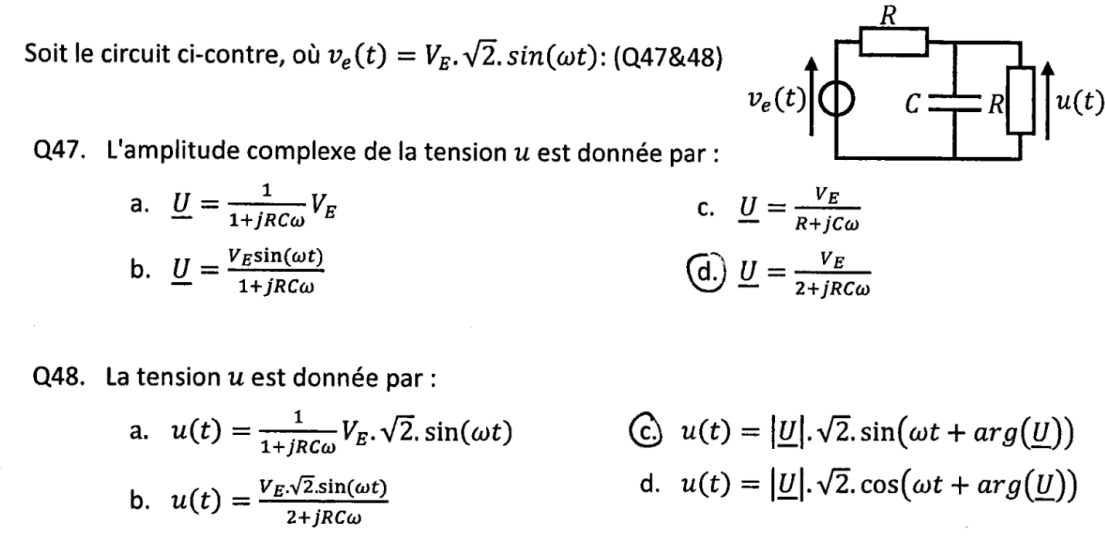 Soit le circuit ci-contre, où v_e(t) = V_E.√2.sin(ωt): (Q47&48)
R
v_e(t)
C
R
u(t)
Q47. L'amplitude complexe de la tension u est donnée par :
a. U = 1/(1+jRCω) V_E
c. U = V_E/(R+jCω)
b. U = V_E sin(ωt)/(1+jRCω)
d. U = V_E/(2+jRCω)
Q48. La tension u est donnée par :
a. u(t) = 1/(1+jRCω) V_E.√2.sin(ωt)
c. u(t) = |U|.√2.sin(ωt + arg(U))
b. u(t) = V_E.√2.sin(ωt)/(2+jRCω)
d. u(t) = |U|.√2.cos(ωt + arg(U))